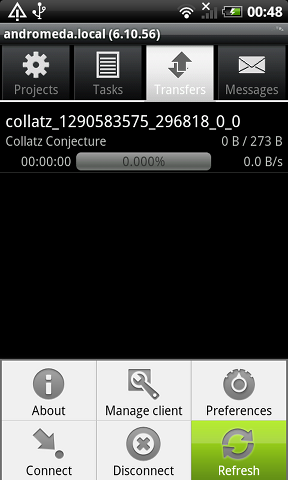 00:48
andromeda.local (6.10.56)
Projects Tasks Transfers Messages
collatz_1290583575_296818_0_0
Collatz Conjecture 0 B / 273 B
00:00:00 0.000% 0.0 B/s
About Manage client Preferences
Connect Disconnect Refresh